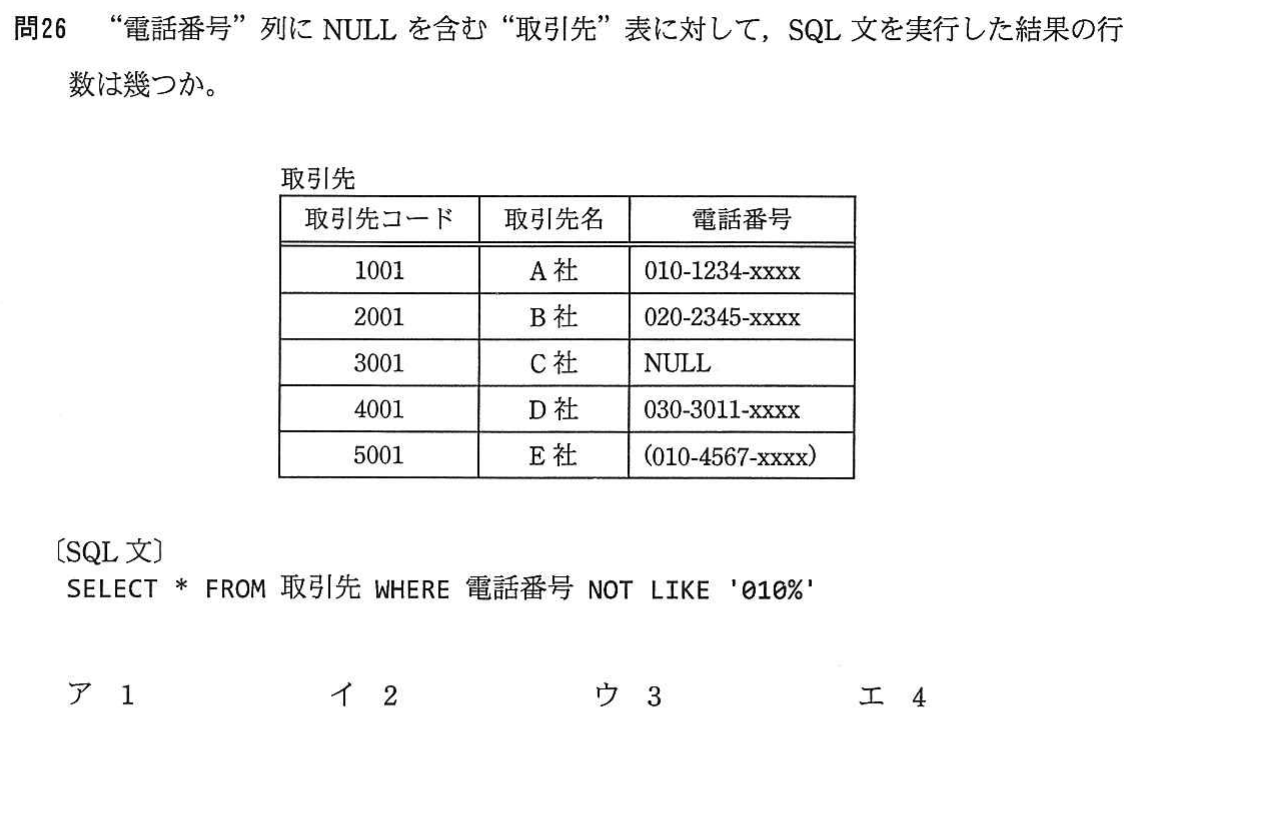 問26 “電話番号”列に NULL を含む“取引先”表に対して，SQL 文を実行した結果の行
数は幾つか。
取引先
取引先コード 取引先名 電話番号
1001 A 社 010-1234-xxxx
2001 B 社 020-2345-xxxx
3001 C 社 NULL
4001 D 社 030-3011-xxxx
5001 E 社 (010-4567-xxxx)
〔SQL 文〕
SELECT * FROM 取引先 WHERE 電話番号 NOT LIKE '010%'
ア 1 イ 2 ウ 3 エ 4